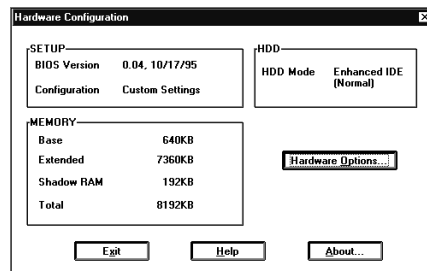 Hardware Configuration
SETUP
BIOS Version 0.04, 10/17/95
Configuration Custom Settings
HDD
HDD Mode Enhanced IDE
(Normal)
MEMORY
Base 640KB
Extended 7360KB
Shadow RAM 192KB
Total 8192KB
Hardware Options...
Exit Help About...